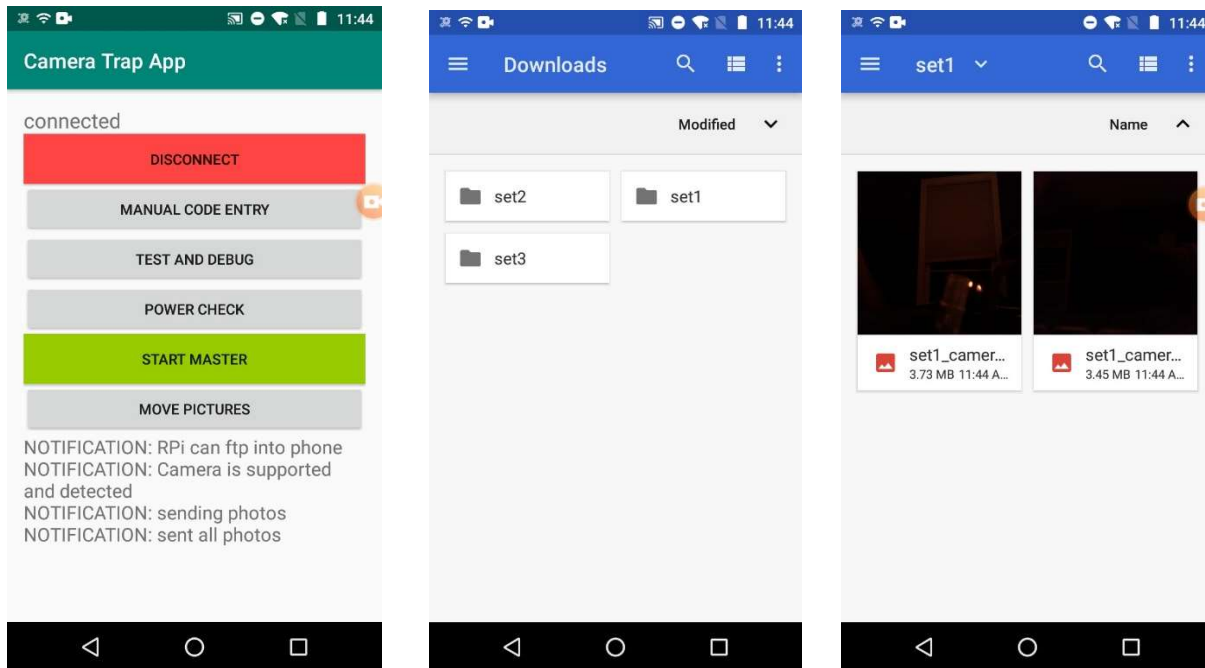 11:44
Camera Trap App
connected
DISCONNECT
MANUAL CODE ENTRY
TEST AND DEBUG
POWER CHECK
START MASTER
MOVE PICTURES
NOTIFICATION: RPi can ftp into phone
NOTIFICATION: Camera is supported
and detected
NOTIFICATION: sending photos
NOTIFICATION: sent all photos
11:44
Downloads
Modified
set2
set1
set3
11:44
set1
Name
set1_camer...
3.73 MB 11:44 A...
set1_camer...
3.45 MB 11:44 A...